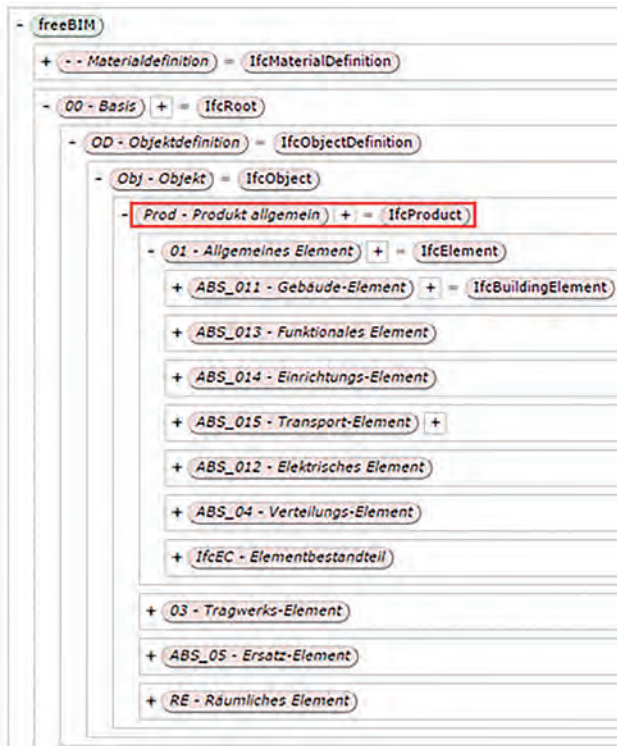 - freeBIM
+ - - Materialdefinition = IfcMaterialDefinition
- 00 - Basis + = IfcRoot
- OD - Objektdefinition = IfcObjectDefinition
- Obj - Objekt = IfcObject
- Prod - Produkt allgemein + = IfcProduct
- 01 - Allgemeines Element + = IfcElement
+ ABS_011 - Gebäude-Element + = IfcBuildingElement
+ ABS_013 - Funktionales Element
+ ABS_014 - Einrichtungs-Element
+ ABS_015 - Transport-Element +
+ ABS_012 - Elektrisches Element
+ ABS_04 - Verteilungs-Element
+ IfcEC - Elementbestandteil
+ 03 - Tragwerks-Element
+ ABS_05 - Ersatz-Element
+ RE - Räumliches Element